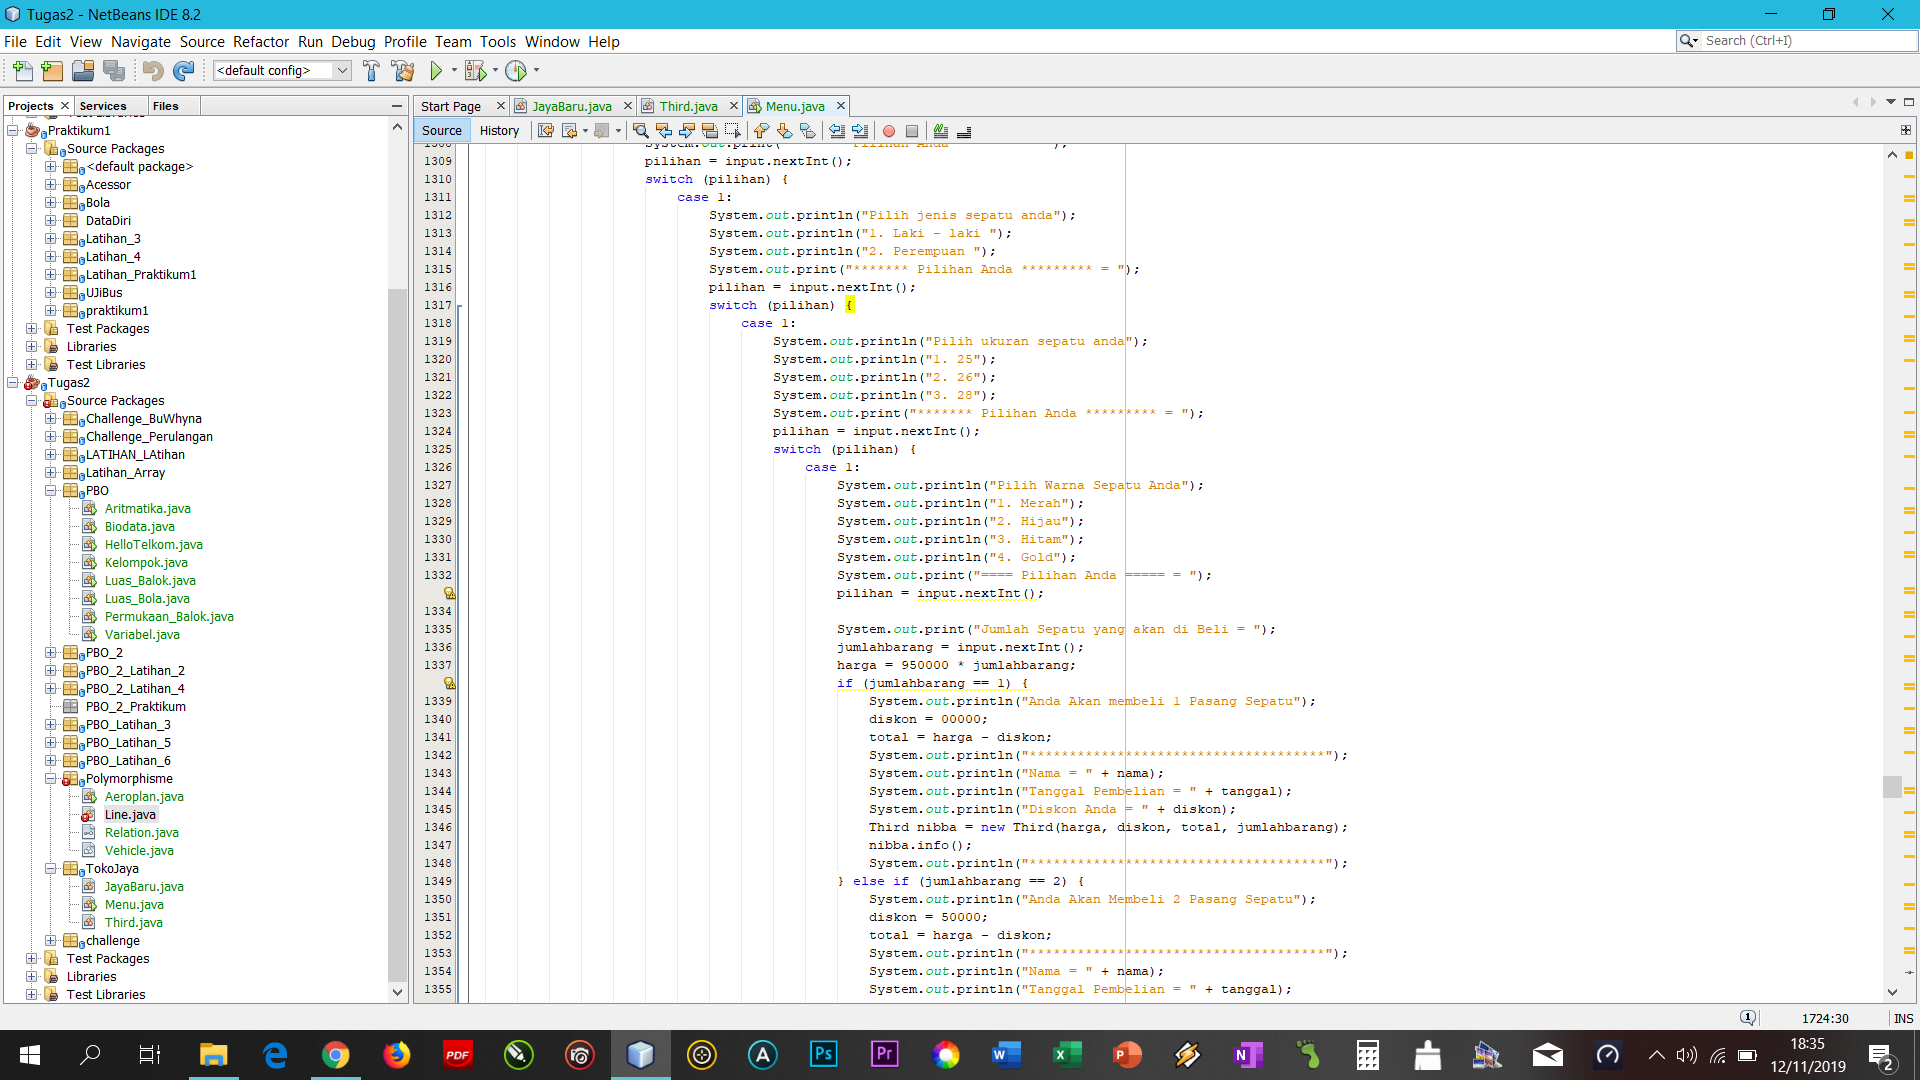 Tugas2 - NetBeans IDE 8.2
File Edit View Navigate Source Refactor Run Debug Profile Team Tools Window Help
Search (Ctrl+I)
<default config>
Projects Services Files
Start Page JayaBaru.java Third.java Menu.java
Source History
Praktikum1
Source Packages
<default package>
Acessor
Bola
DataDiri
Latihan_3
Latihan_4
Latihan_Praktikum1
UJiBus
praktikum1
Test Packages
Libraries
Test Libraries
Tugas2
Source Packages
Challenge_BuWhyna
Challenge_Perulangan
LATIHAN_LAtihan
Latihan_Array
PBO
Aritmatika.java
Biodata.java
HelloTelkom.java
Kelompok.java
Luas_Balok.java
Luas_Bola.java
Permukaan_Balok.java
Variabel.java
PBO_2
PBO_2_Latihan_2
PBO_2_Latihan_4
PBO_2_Praktikum
PBO_Latihan_3
PBO_Latihan_5
PBO_Latihan_6
Polymorphisme
Aeroplan.java
Line.java
Relation.java
Vehicle.java
TokoJaya
JayaBaru.java
Menu.java
Third.java
challenge
Test Packages
Libraries
Test Libraries
1309 pilihan = input.nextInt();
1310 switch (pilihan) {
1311 case 1:
1312 System.out.println("Pilih jenis sepatu anda");
1313 System.out.println("1. Laki - laki ");
1314 System.out.println("2. Perempuan ");
1315 System.out.print("******* Pilihan Anda ********* = ");
1316 pilihan = input.nextInt();
1317 switch (pilihan) {
1318 case 1:
1319 System.out.println("Pilih ukuran sepatu anda");
1320 System.out.println("1. 25");
1321 System.out.println("2. 26");
1322 System.out.println("3. 28");
1323 System.out.print("******* Pilihan Anda ********* = ");
1324 pilihan = input.nextInt();
1325 switch (pilihan) {
1326 case 1:
1327 System.out.println("Pilih Warna Sepatu Anda");
1328 System.out.println("1. Merah");
1329 System.out.println("2. Hijau");
1330 System.out.println("3. Hitam");
1331 System.out.println("4. Gold");
1332 System.out.print("==== Pilihan Anda ===== = ");
pilihan = input.nextInt();
1334
1335 System.out.print("Jumlah Sepatu yang akan di Beli = ");
1336 jumlahbarang = input.nextInt();
1337 harga = 950000 * jumlahbarang;
if (jumlahbarang == 1) {
1339 System.out.println("Anda Akan membeli 1 Pasang Sepatu");
1340 diskon = 00000;
1341 total = harga - diskon;
1342 System.out.println("*************************************");
1343 System.out.println("Nama = " + nama);
1344 System.out.println("Tanggal Pembelian = " + tanggal);
1345 System.out.println("Diskon Anda = " + diskon);
1346 Third nibba = new Third(harga, diskon, total, jumlahbarang);
1347 nibba.info();
1348 System.out.println("*************************************");
1349 } else if (jumlahbarang == 2) {
1350 System.out.println("Anda Akan Membeli 2 Pasang Sepatu");
1351 diskon = 50000;
1352 total = harga - diskon;
1353 System.out.println("*************************************");
1354 System.out.println("Nama = " + nama);
1355 System.out.println("Tanggal Pembelian = " + tanggal);
1724:30 INS
18:35
12/11/2019
2